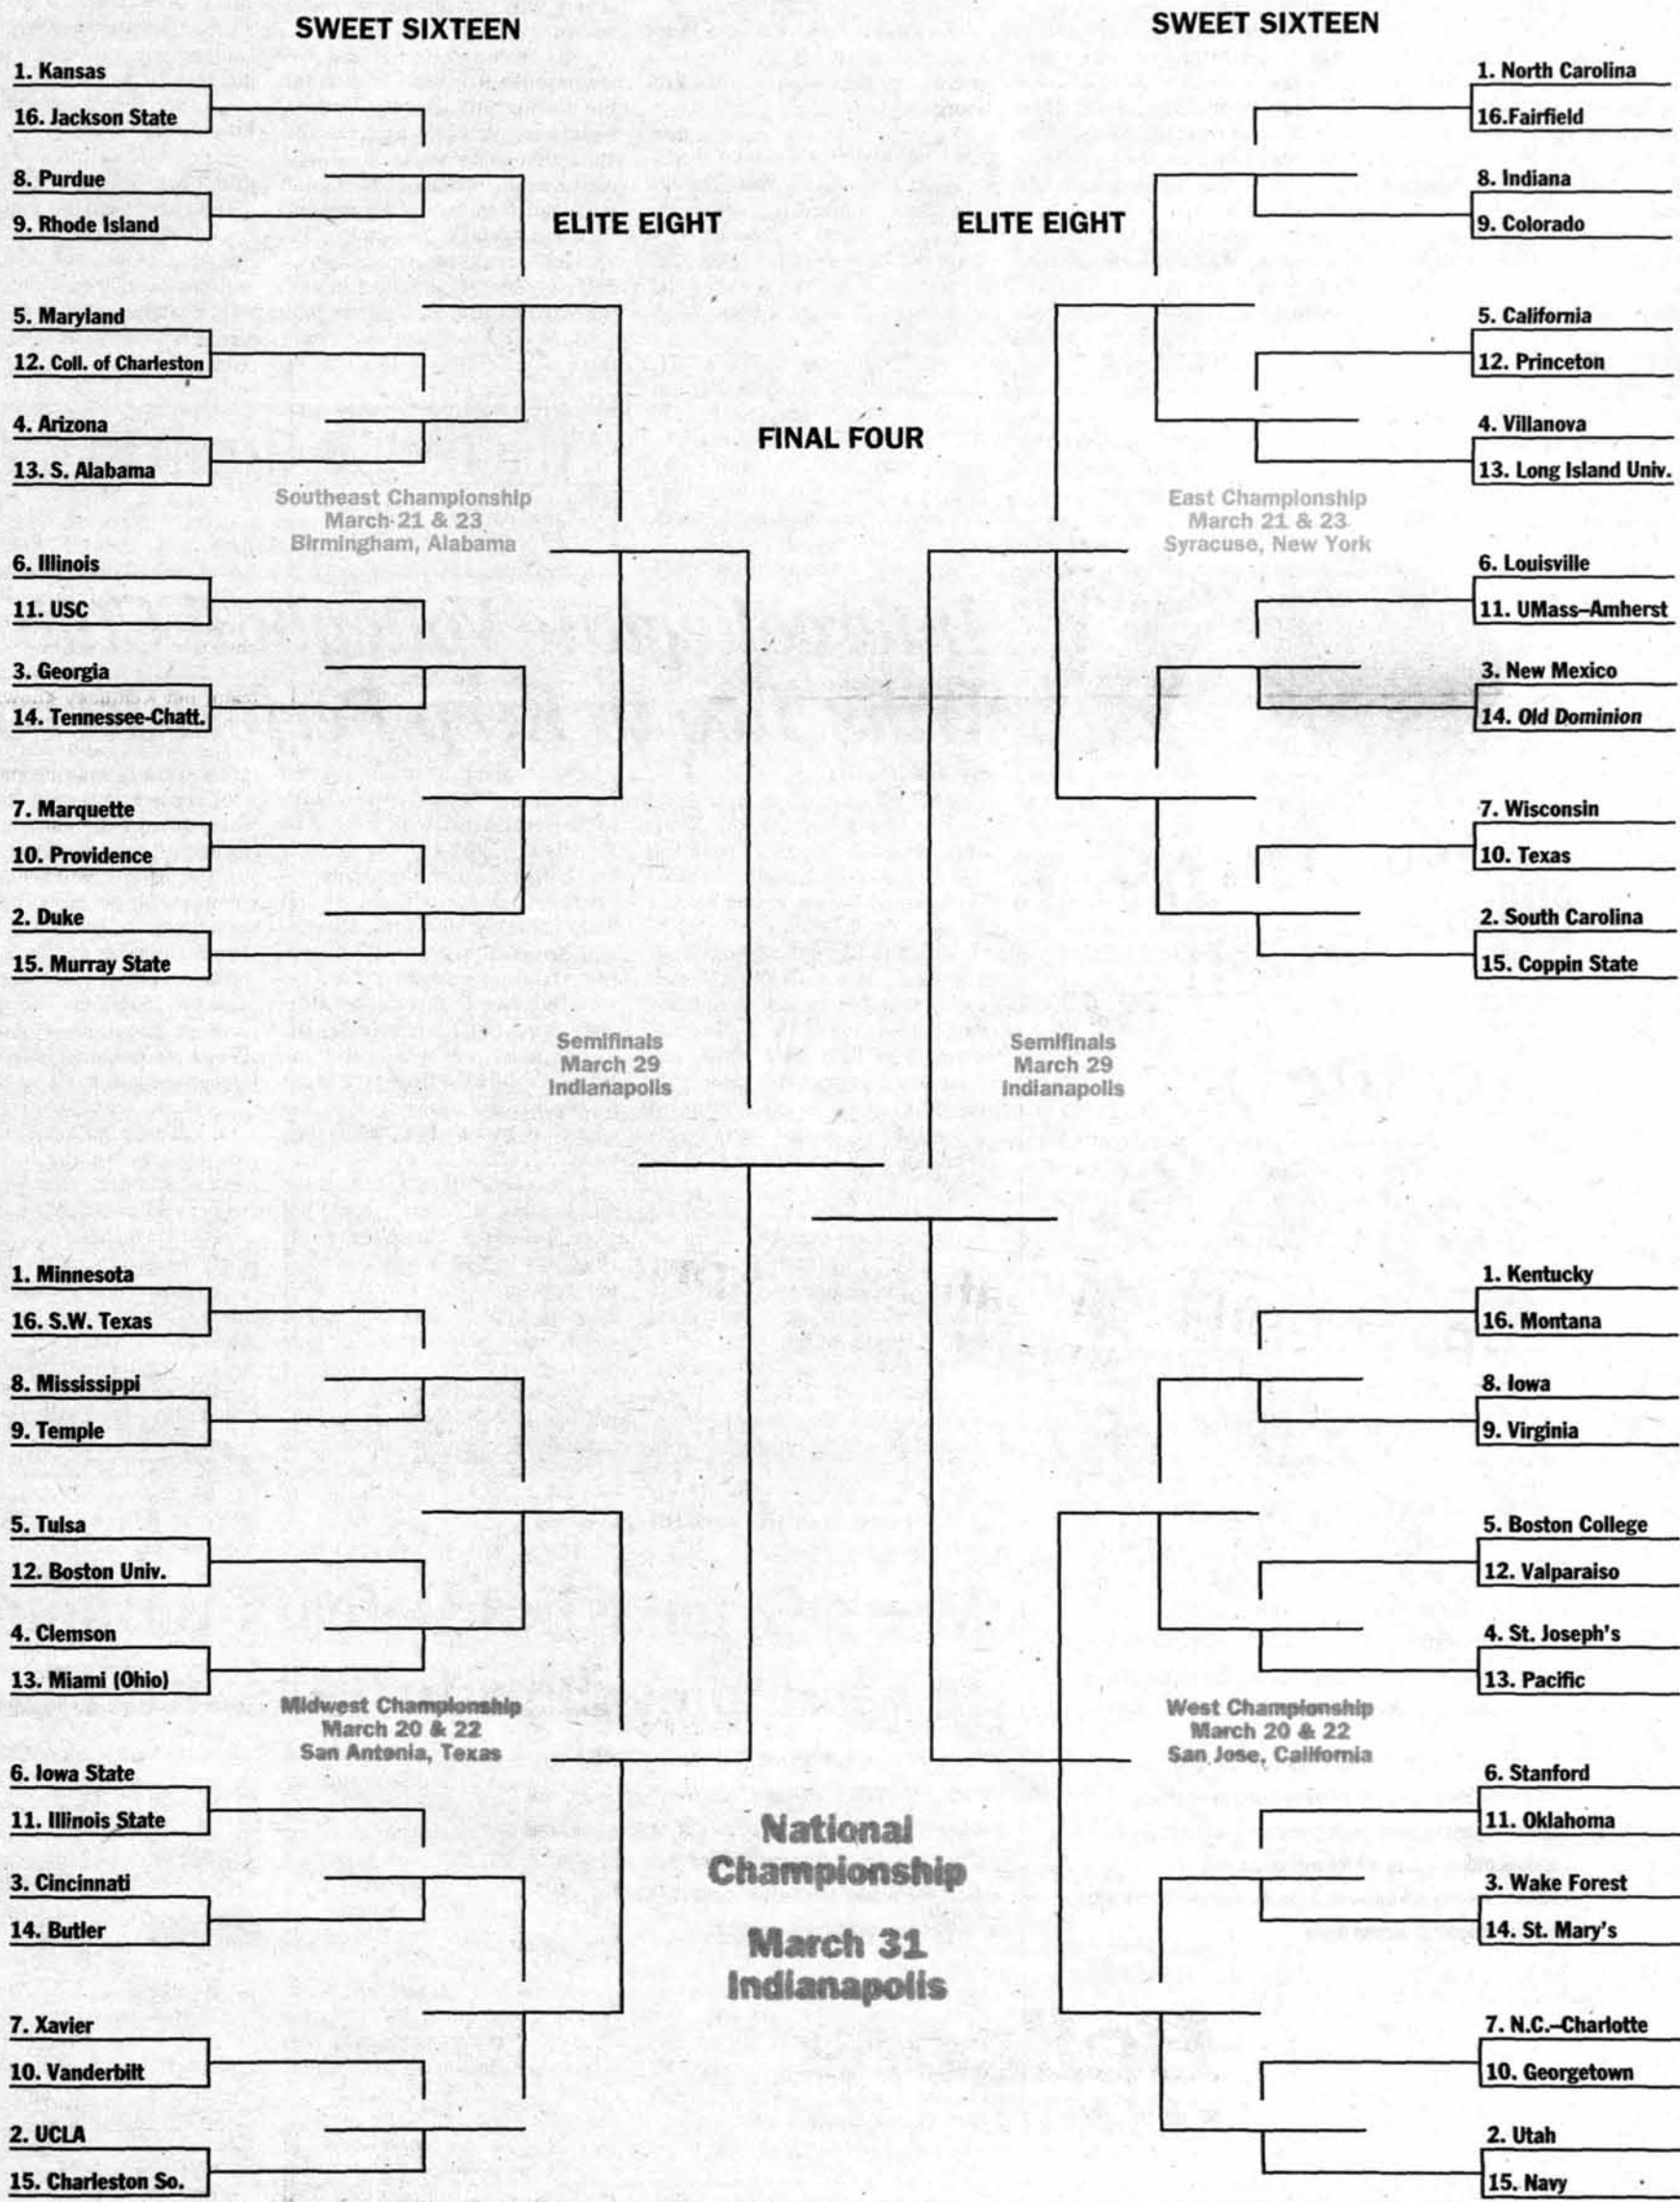 SWEET SIXTEEN
1. Kansas
16. Jackson State
8. Purdue
9. Rhode Island
ELITE EIGHT
5. Maryland
12. Coll. of Charleston
4. Arizona
13. S. Alabama
FINAL FOUR
Southeast Championship
March 21 & 23
Birmingham, Alabama
6. Illinois
11. USC
3. Georgia
14. Tennessee-Chatt.
7. Marquette
10. Providence
2. Duke
15. Murray State
Semifinals
March 29
Indianapolis
1. Minnesota
16. S.W. Texas
8. Mississippi
9. Temple
5. Tulsa
12. Boston Univ.
4. Clemson
13. Miami (Ohio)
Midwest Championship
March 20 & 22
San Antonia, Texas
6. Iowa State
11. Illinois State
3. Cincinnati
14. Butler
7. Xavier
10. Vanderbilt
2. UCLA
15. Charleston So.
National
Championship
March 31
Indianapolis
SWEET SIXTEEN
1. North Carolina
16.Fairfield
8. Indiana
9. Colorado
ELITE EIGHT
5. California
12. Princeton
4. Villanova
13. Long Island Univ.
East Championship
March 21 & 23
Syracuse, New York
6. Louisville
11. UMass–Amherst
3. New Mexico
14. Old Dominion
7. Wisconsin
10. Texas
2. South Carolina
15. Coppin State
Semifinals
March 29
Indianapolis
1. Kentucky
16. Montana
8. Iowa
9. Virginia
5. Boston College
12. Valparaiso
4. St. Joseph's
13. Pacific
West Championship
March 20 & 22
San Jose, California
6. Stanford
11. Oklahoma
3. Wake Forest
14. St. Mary's
7. N.C.–Charlotte
10. Georgetown
2. Utah
15. Navy